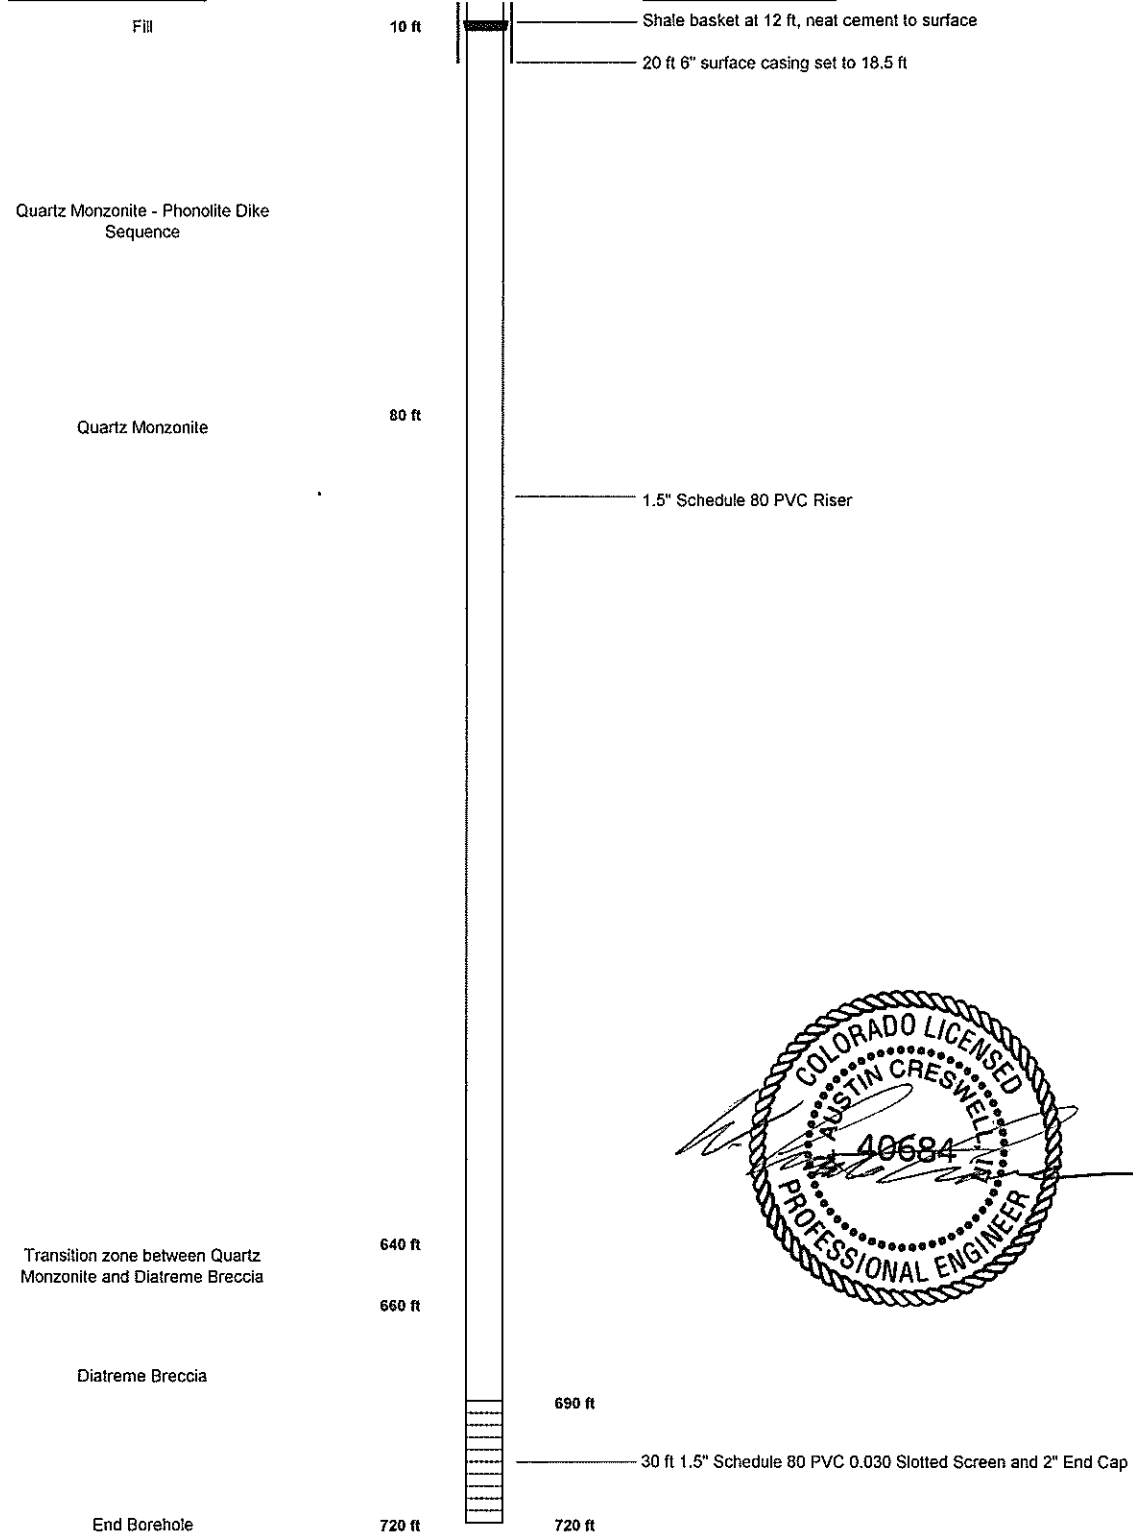 Fill
10 ft
Shale basket at 12 ft, neat cement to surface
20 ft 6" surface casing set to 18.5 ft
Quartz Monzonite - Phonolite Dike
Sequence
80 ft
Quartz Monzonite
1.5" Schedule 80 PVC Riser
COLORADO LICENSED
AUSTIN CRESWELL
40684
PROFESSIONAL ENGINEER
640 ft
Transition zone between Quartz
Monzonite and Diatreme Breccia
660 ft
Diatreme Breccia
690 ft
30 ft 1.5" Schedule 80 PVC 0.030 Slotted Screen and 2" End Cap
End Borehole
720 ft
720 ft